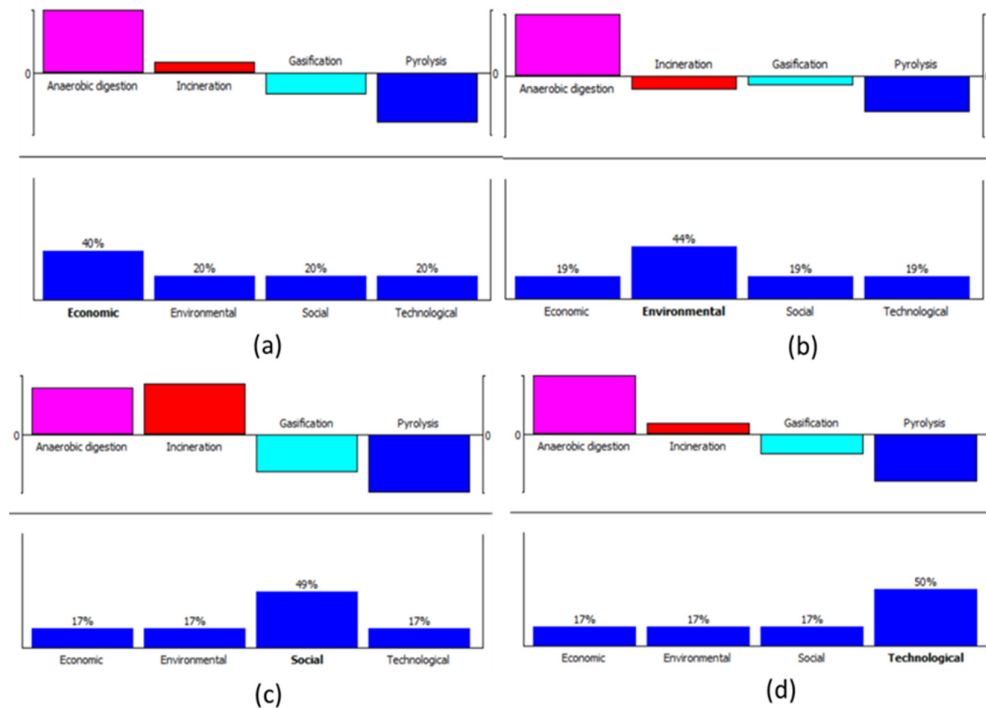 Gasification Pyrolysis
0
Anaerobic digestion Incineration
40%
20% 20% 20%
Economic Environmental Social Technological
(a)
Incineration Gasification Pyrolysis
0 0
Anaerobic digestion
44%
19% 19% 19%
Economic Environmental Social Technological
(b)
Gasification Pyrolysis
0 0
Anaerobic digestion Incineration
49%
17% 17% 17%
Economic Environmental Social Technological
(c)
Gasification Pyrolysis
0
Anaerobic digestion Incineration
50%
17% 17% 17%
Economic Environmental Social Technological
(d)